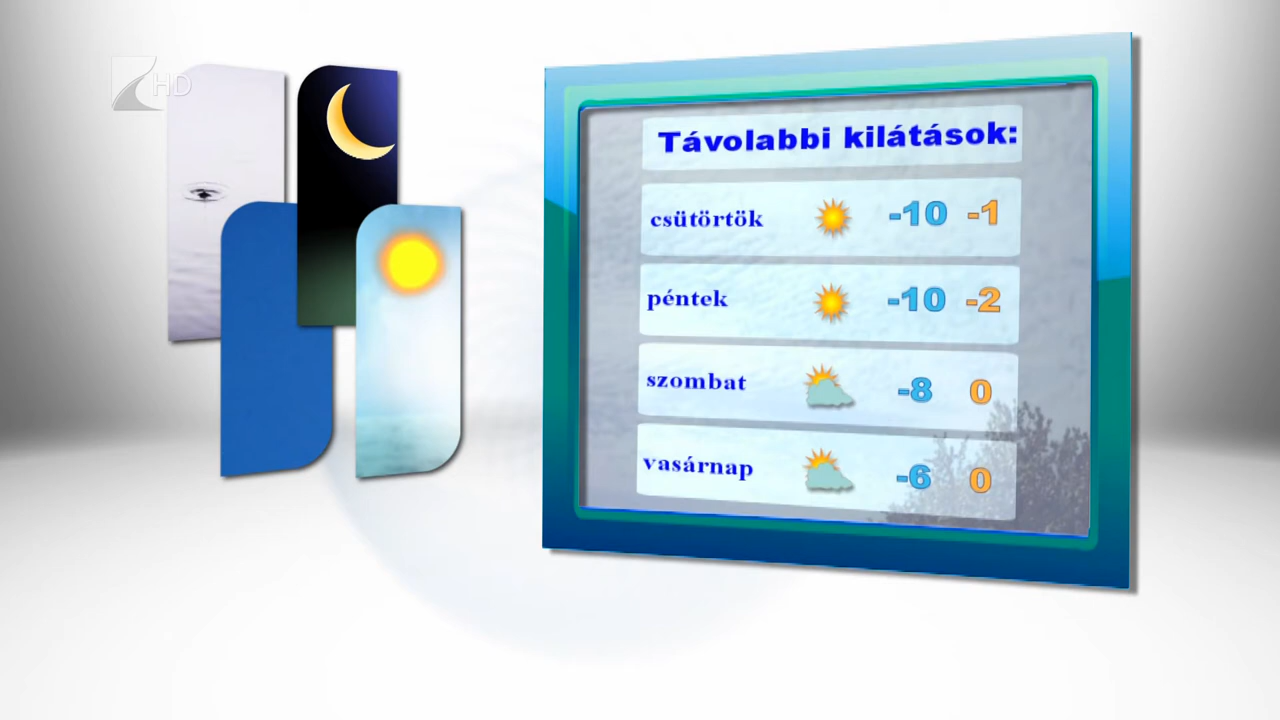 HD
Távolabbi kilátások:
csütörtök -10 -1
péntek -10 -2
szombat -8 0
vasárnap -6 0